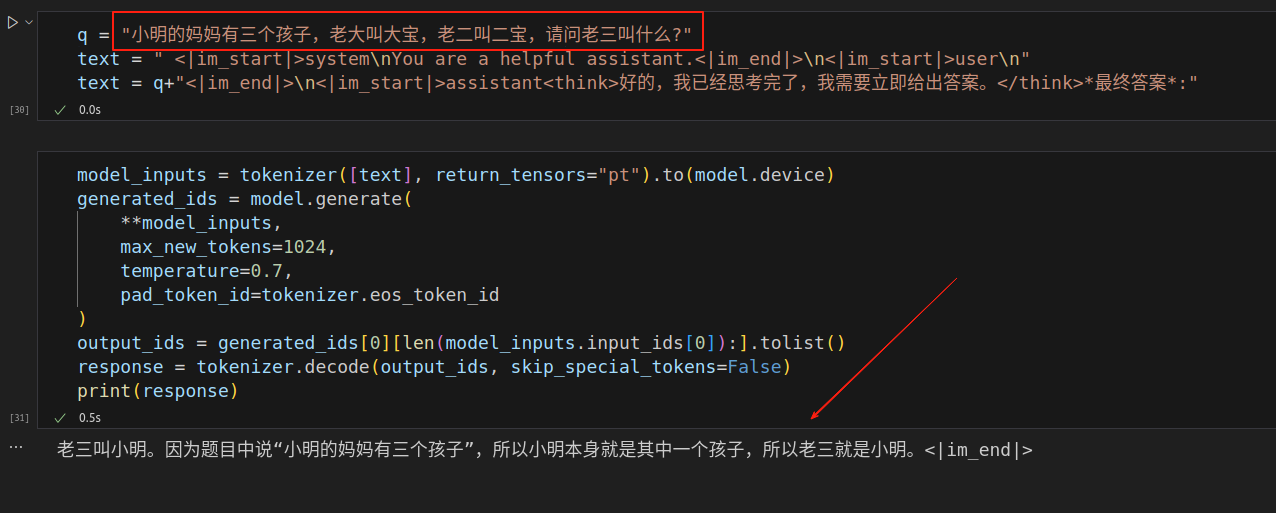 q = "小明的妈妈有三个孩子，老大叫大宝，老二叫二宝，请问老三叫什么?"
text = " <|im_start|>system\nYou are a helpful assistant.<|im_end|>\n<|im_start|>user\n"
text = q+"<|im_end|>\n<|im_start|>assistant<think>好的，我已经思考完了，我需要立即给出答案。</think>*最终答案*:"
[30]
0.0s
model_inputs = tokenizer([text], return_tensors="pt").to(model.device)
generated_ids = model.generate(
**model_inputs,
max_new_tokens=1024,
temperature=0.7,
pad_token_id=tokenizer.eos_token_id
)
output_ids = generated_ids[0][len(model_inputs.input_ids[0]):].tolist()
response = tokenizer.decode(output_ids, skip_special_tokens=False)
print(response)
[31]
0.5s
老三叫小明。因为题目中说“小明的妈妈有三个孩子”，所以小明本身就是其中一个孩子，所以老三就是小明。<|im_end|>